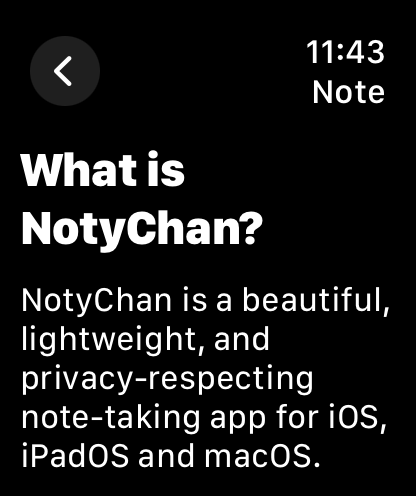 11:43
Note
What is
NotyChan?
NotyChan is a beautiful,
lightweight, and
privacy-respecting
note-taking app for iOS,
iPadOS and macOS.